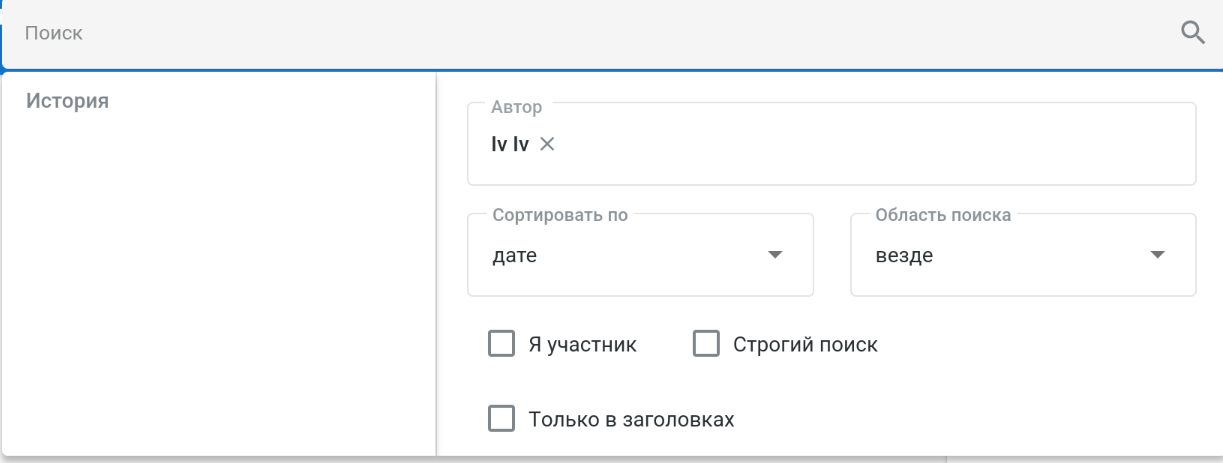 Поиск
История
Автор
lv lv
Сортировать по
дате
Область поиска
везде
Я участник
Строгий поиск
Только в заголовках